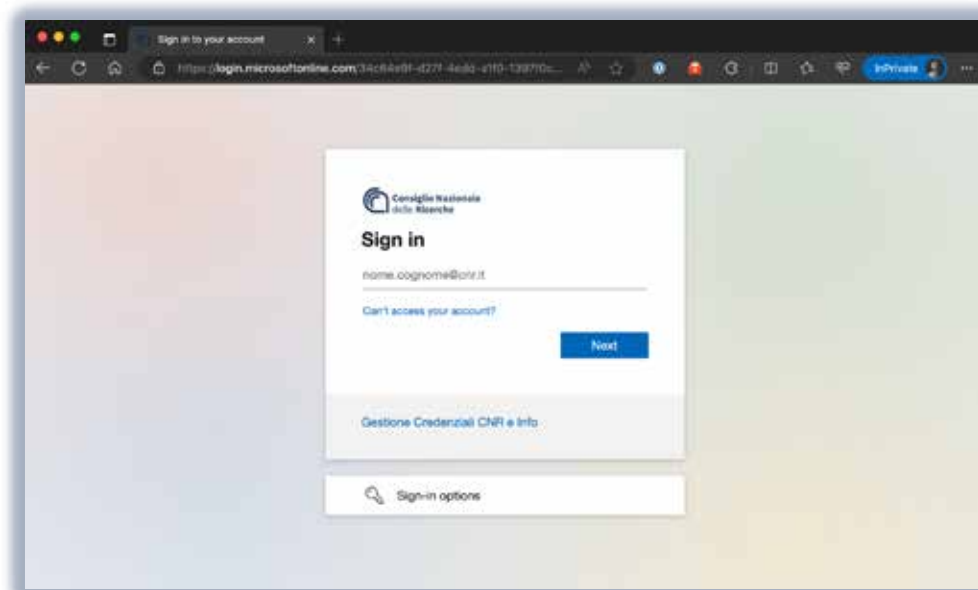 Sign in to your account
login.microsoftonline.com
InPrivate
Consiglio Nazionale
delle Ricerche
Sign in
nome.cognome@cnr.it
Can't access your account?
Next
Gestione Credenziali CNR e Info
Sign-in options